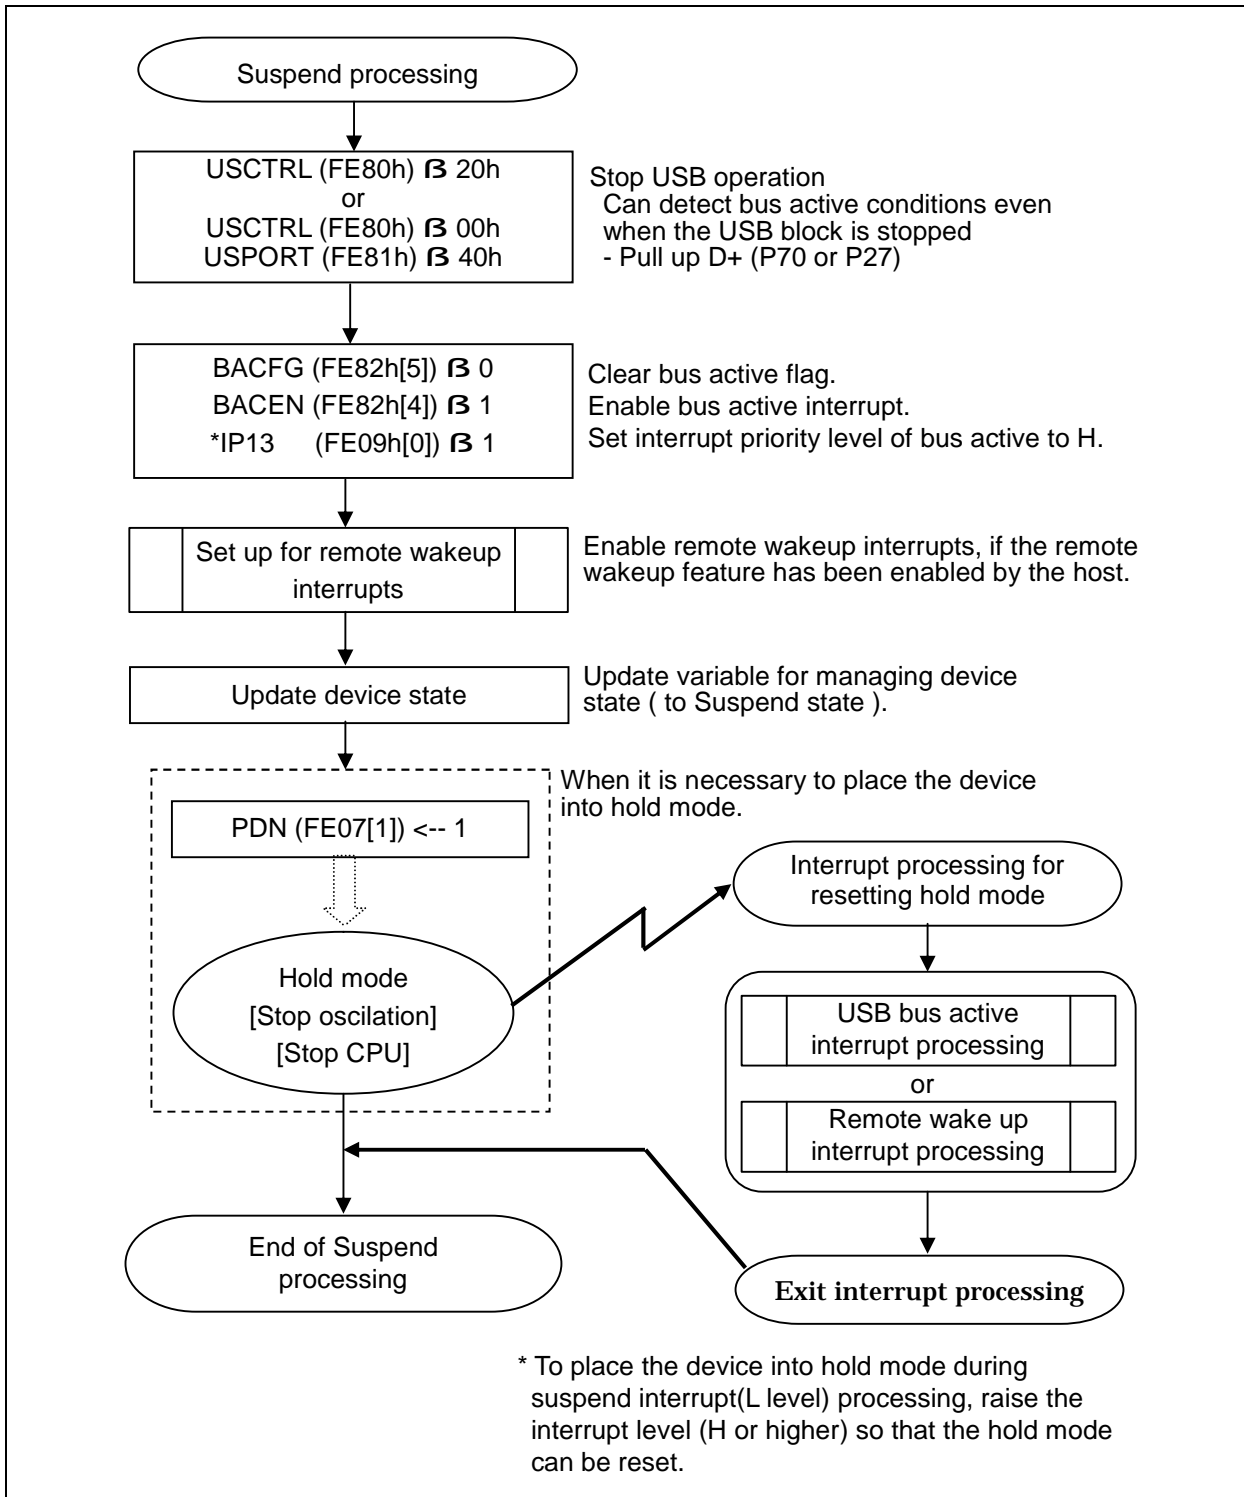 Suspend processing
USCTRL (FE80h) ß 20h
or
USCTRL (FE80h) ß 00h
USPORT (FE81h) ß 40h
Stop USB operation
Can detect bus active conditions even
when the USB block is stopped
- Pull up D+ (P70 or P27)
BACFG (FE82h[5]) ß 0
BACEN (FE82h[4]) ß 1
*IP13 (FE09h[0]) ß 1
Clear bus active flag.
Enable bus active interrupt.
Set interrupt priority level of bus active to H.
Set up for remote wakeup
interrupts
Enable remote wakeup interrupts, if the remote
wakeup feature has been enabled by the host.
Update device state
Update variable for managing device
state ( to Suspend state ).
When it is necessary to place the device
into hold mode.
PDN (FE07[1]) <-- 1
Hold mode
[Stop oscilation]
[Stop CPU]
Interrupt processing for
resetting hold mode
USB bus active
interrupt processing
or
Remote wake up
interrupt processing
Exit interrupt processing
End of Suspend
processing
* To place the device into hold mode during
suspend interrupt(L level) processing, raise the
interrupt level (H or higher) so that the hold mode
can be reset.